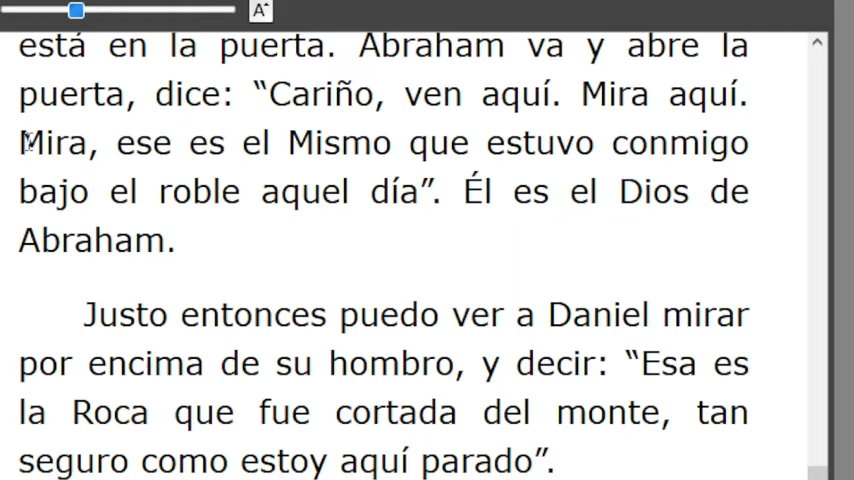 A
está en la puerta. Abraham va y abre la
puerta, dice: “Cariño, ven aquí. Mira aquí.
Mira, ese es el Mismo que estuvo conmigo
bajo el roble aquel día”. Él es el Dios de
Abraham.
Justo entonces puedo ver a Daniel mirar
por encima de su hombro, y decir: “Esa es
la Roca que fue cortada del monte, tan
seguro como estoy aquí parado”.